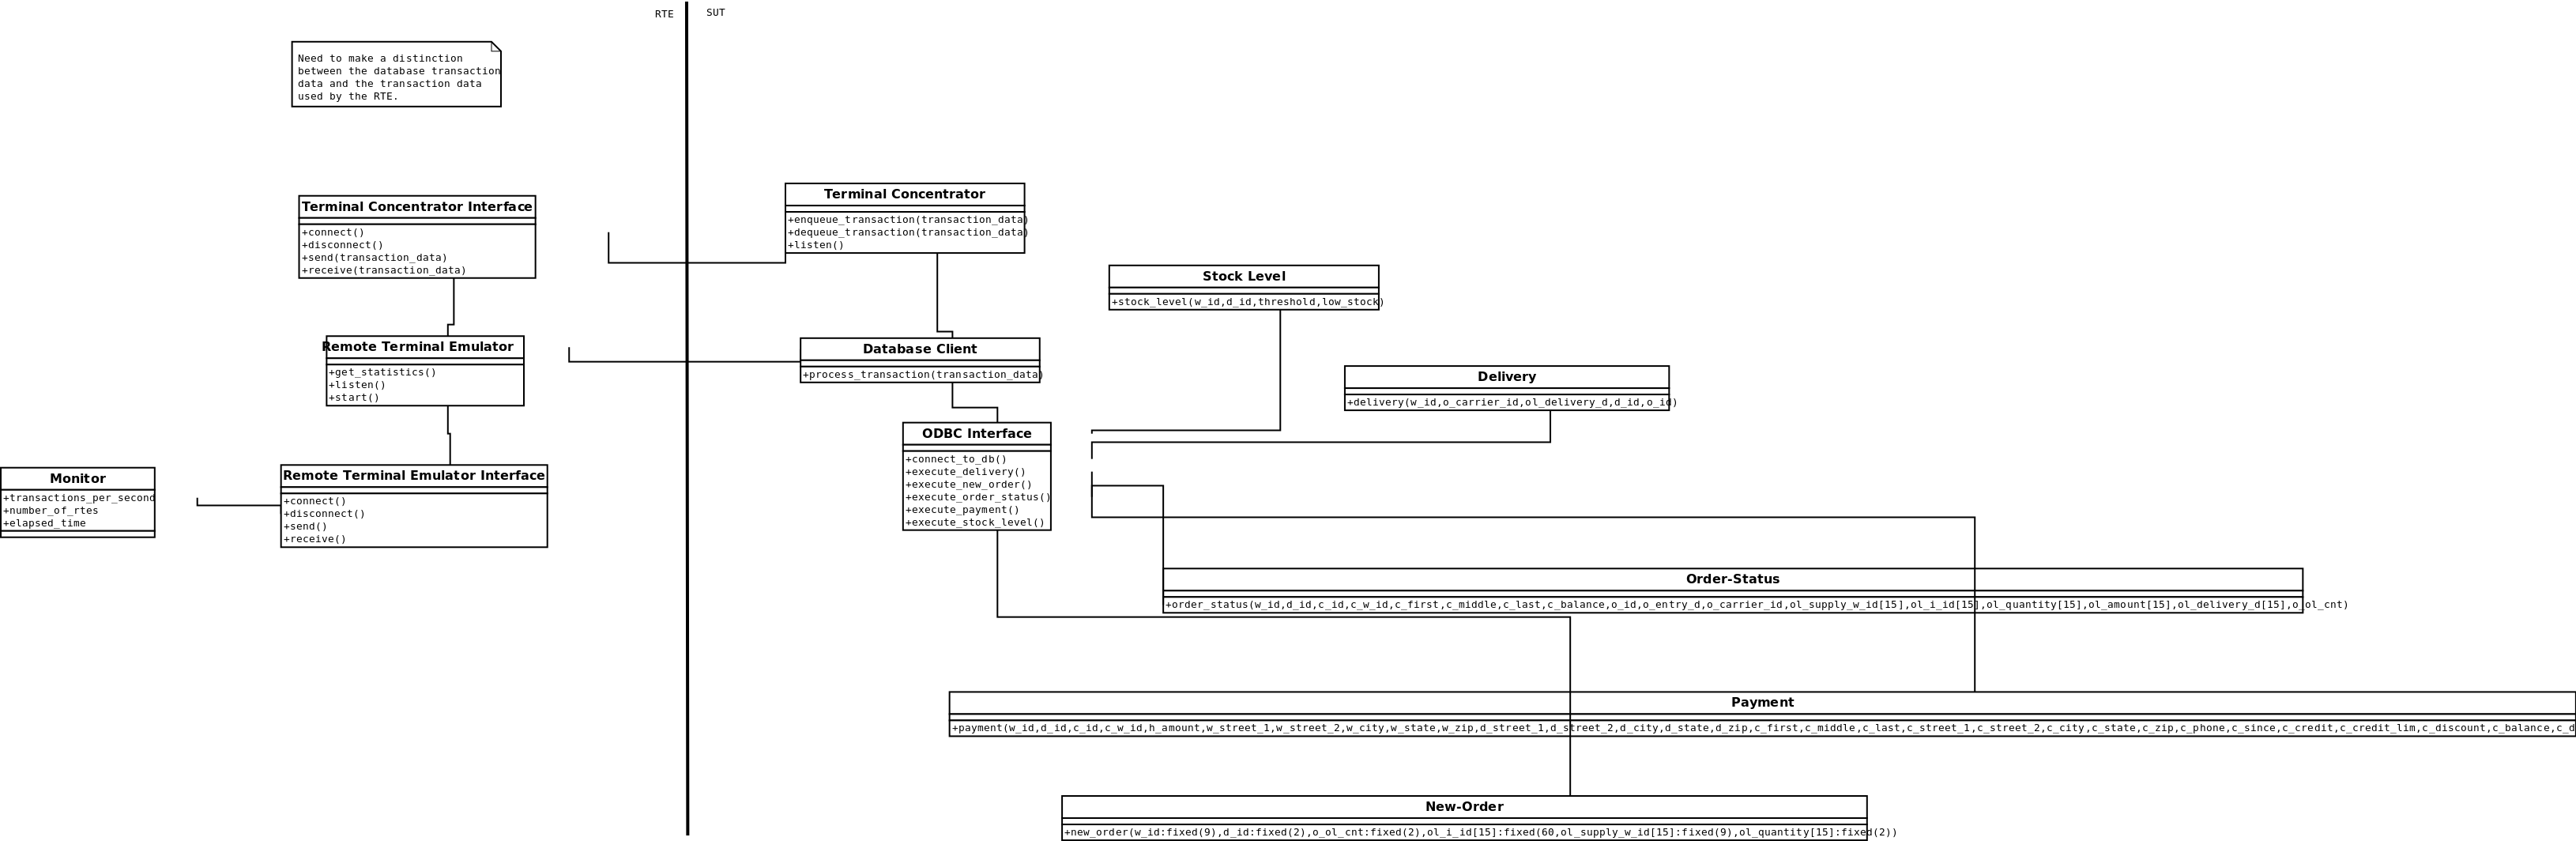 RTE
SUT
Need to make a distinction
between the database transaction
data and the transaction data
used by the RTE.
Terminal Concentrator Interface
+connect()
+disconnect()
+send(transaction_data)
+receive(transaction_data)
Terminal Concentrator
+enqueue_transaction(transaction_data)
+dequeue_transaction(transaction_data)
+listen()
Stock Level
+stock_level(w_id,d_id,threshold,low_stock)
Remote Terminal Emulator
+get_statistics()
+listen()
+start()
Database Client
+process_transaction(transaction_data)
Delivery
+delivery(w_id,o_carrier_id,ol_delivery_d,d_id,o_id)
ODBC Interface
+connect_to_db()
+execute_delivery()
+execute_new_order()
+execute_order_status()
+execute_payment()
+execute_stock_level()
Monitor
+transactions_per_second
+number_of_rtes
+elapsed_time
Remote Terminal Emulator Interface
+connect()
+disconnect()
+send()
+receive()
Order-Status
+order_status(w_id,d_id,c_id,c_w_id,c_first,c_middle,c_last,c_balance,o_id,o_entry_d,o_carrier_id,ol_supply_w_id[15],ol_i_id[15],ol_quantity[15],ol_amount[15],ol_delivery_d[15],o_ol_cnt)
Payment
+payment(w_id,d_id,c_id,c_w_id,h_amount,w_street_1,w_street_2,w_city,w_state,w_zip,d_street_1,d_street_2,d_city,d_state,d_zip,c_first,c_middle,c_last,c_street_1,c_street_2,c_city,c_state,c_zip,c_phone,c_since,c_credit,c_credit_lim,c_discount,c_balance,c_d
New-Order
+new_order(w_id:fixed(9),d_id:fixed(2),o_ol_cnt:fixed(2),ol_i_id[15]:fixed(60,ol_supply_w_id[15]:fixed(9),ol_quantity[15]:fixed(2))